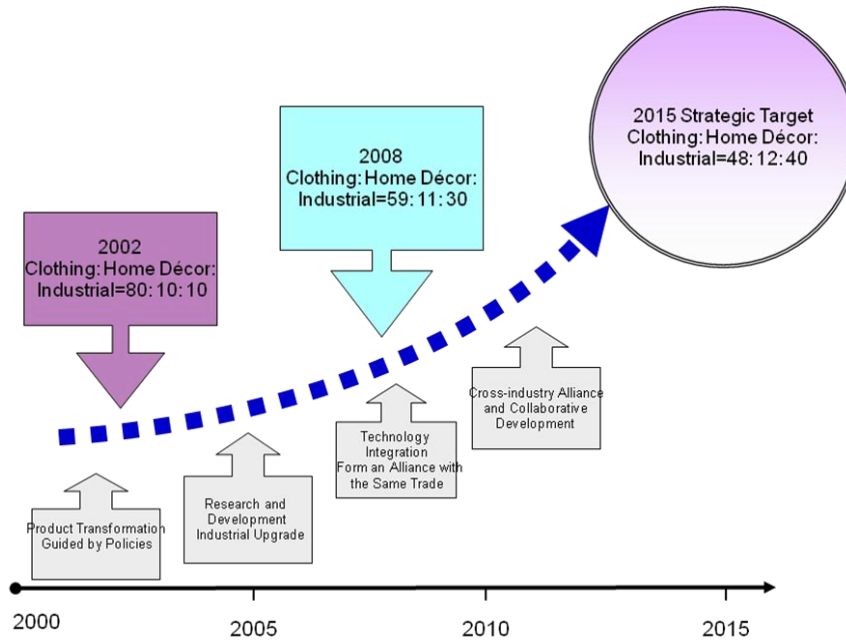 2015 Strategic Target
Clothing: Home Décor:
Industrial=48: 12: 40
2008
Clothing: Home Décor:
Industrial=59: 11: 30
2002
Clothing: Home Décor:
Industrial=80: 10: 10
Product Transformation
Guided by Policies
Research and
Development
Industrial Upgrade
Technology
Integration
Form an Alliance with
the Same Trade
Cross-industry Alliance
and Collaborative
Development
2000
2005
2010
2015